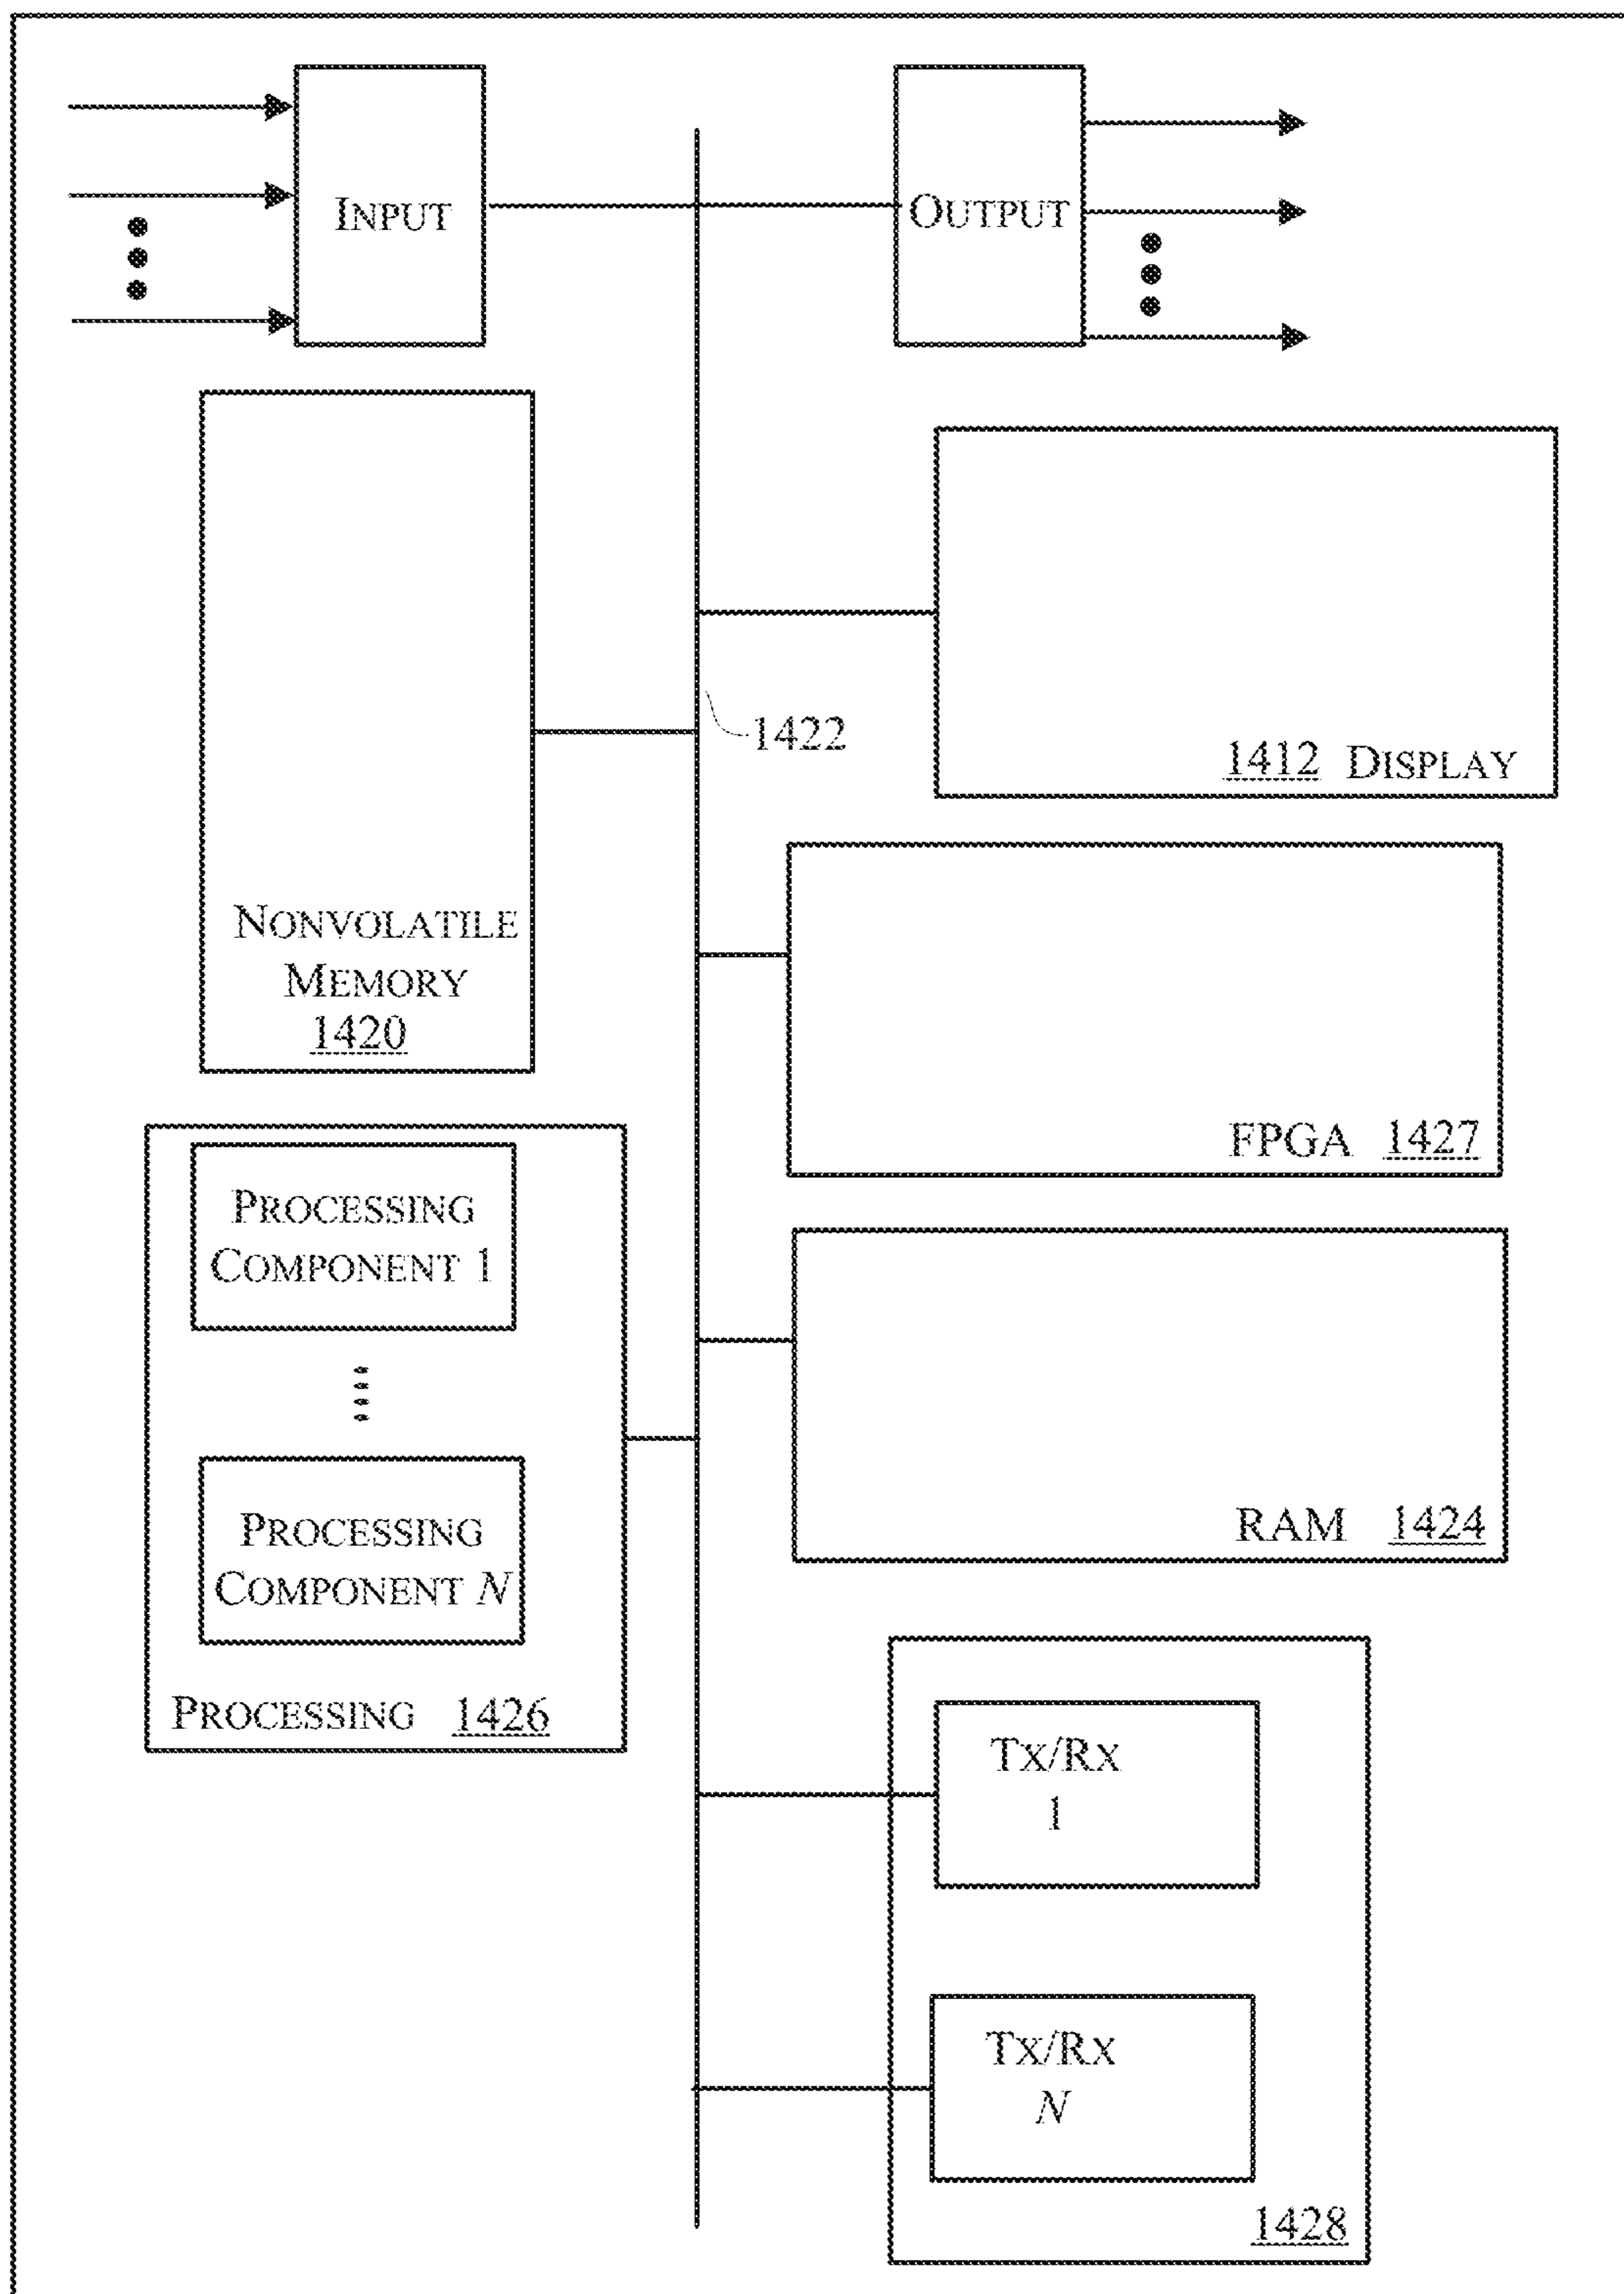 INPUT
OUTPUT
1422
1412 DISPLAY
NONVOLATILE
MEMORY
1420
FPGA 1427
PROCESSING
COMPONENT 1
RAM 1424
PROCESSING
COMPONENT N
PROCESSING 1426
TX/RX
1
TX/RX
N
1428